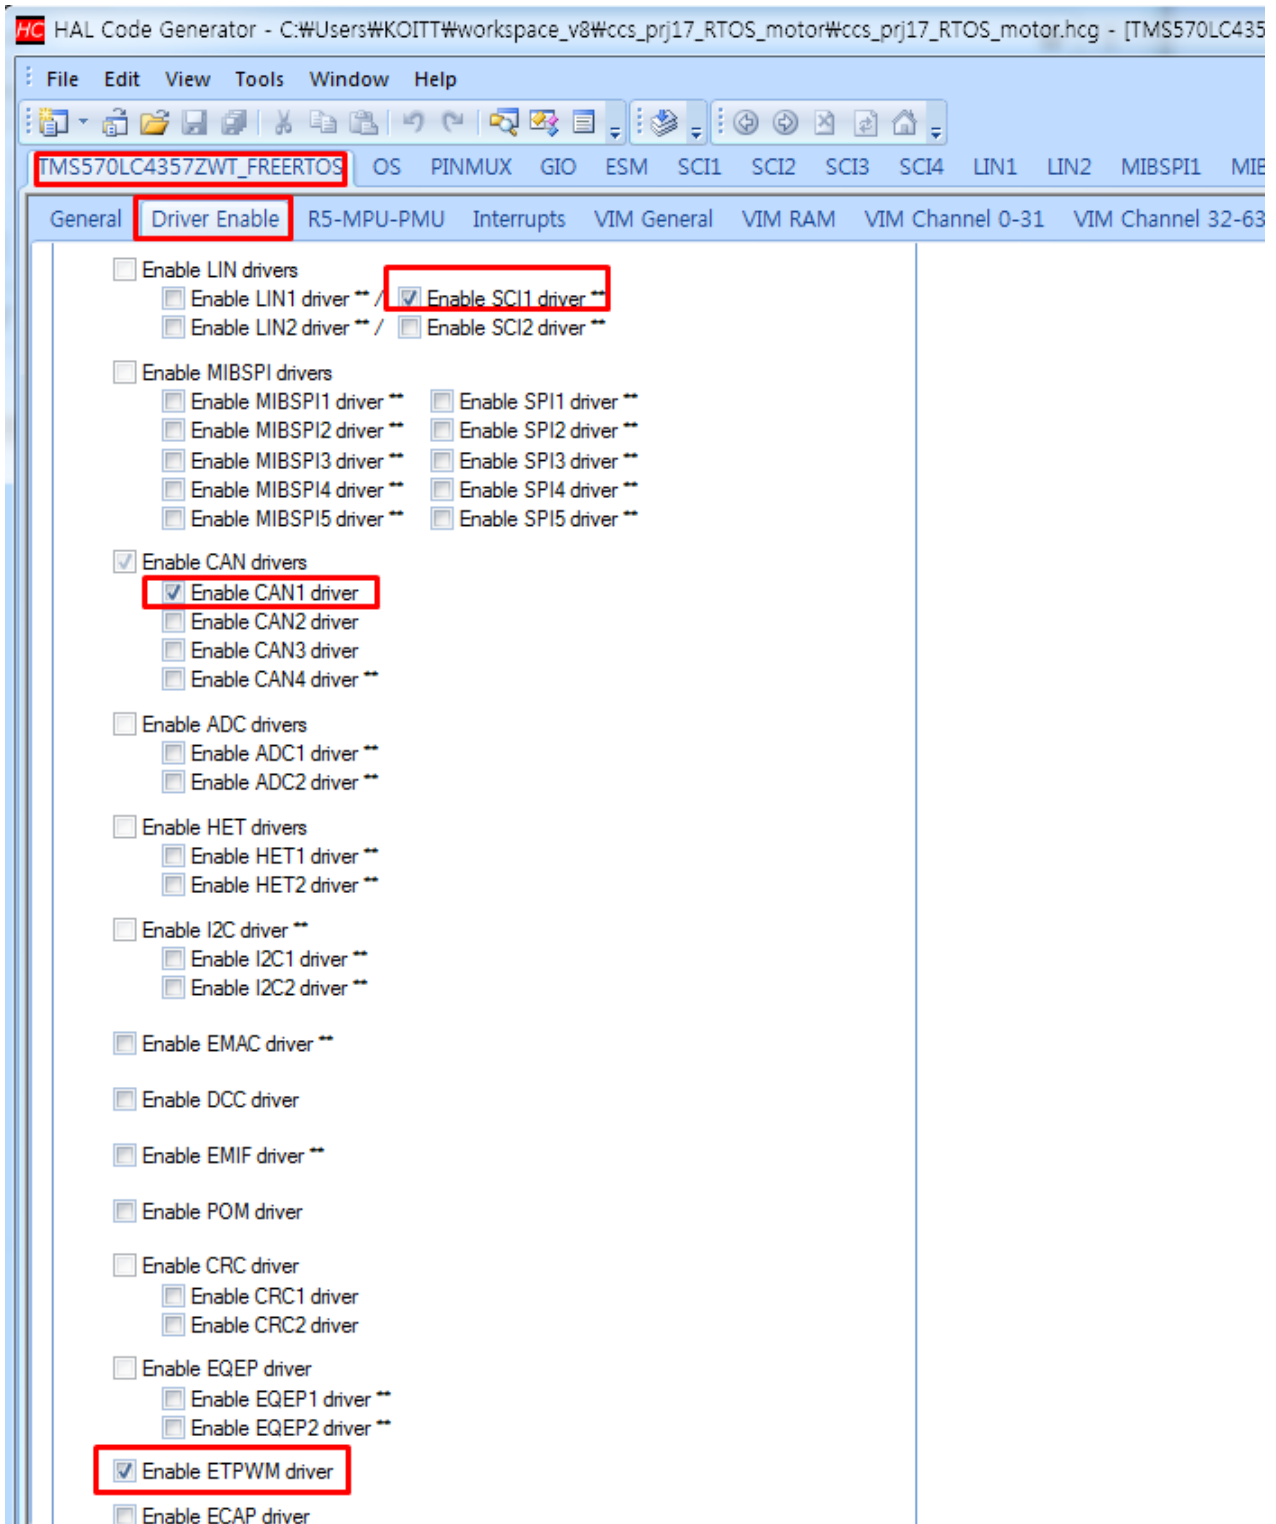 HC HAL Code Generator - C:₩Users₩KOITT₩workspace_v8₩ccs_prj17_RTOS_motor₩ccs_prj17_RTOS_motor.hcg - [TMS570LC435
File Edit View Tools Window Help
TMS570LC4357ZWT_FREERTOS OS PINMUX GIO ESM SCI1 SCI2 SCI3 SCI4 LIN1 LIN2 MIBSPI1 MIB
General Driver Enable R5-MPU-PMU Interrupts VIM General VIM RAM VIM Channel 0-31 VIM Channel 32-63
Enable LIN drivers
Enable LIN1 driver ** / Enable SCI1 driver **
Enable LIN2 driver ** / Enable SCI2 driver **
Enable MIBSPI drivers
Enable MIBSPI1 driver ** Enable SPI1 driver **
Enable MIBSPI2 driver ** Enable SPI2 driver **
Enable MIBSPI3 driver ** Enable SPI3 driver **
Enable MIBSPI4 driver ** Enable SPI4 driver **
Enable MIBSPI5 driver ** Enable SPI5 driver **
Enable CAN drivers
Enable CAN1 driver
Enable CAN2 driver
Enable CAN3 driver
Enable CAN4 driver **
Enable ADC drivers
Enable ADC1 driver **
Enable ADC2 driver **
Enable HET drivers
Enable HET1 driver **
Enable HET2 driver **
Enable I2C driver **
Enable I2C1 driver **
Enable I2C2 driver **
Enable EMAC driver **
Enable DCC driver
Enable EMIF driver **
Enable POM driver
Enable CRC driver
Enable CRC1 driver
Enable CRC2 driver
Enable EQEP driver
Enable EQEP1 driver **
Enable EQEP2 driver **
Enable ETPWM driver
Enable ECAP driver